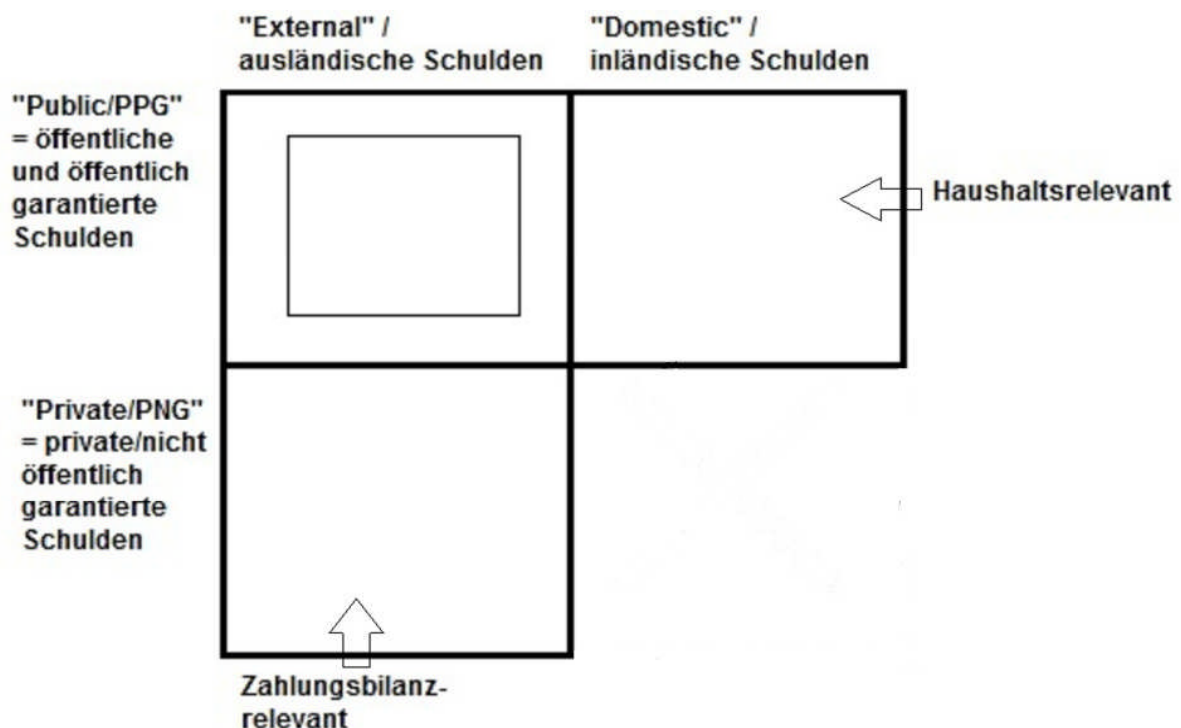 "External" /
ausländische Schulden
"Domestic" /
inländische Schulden
"Public/PPG"
= öffentliche
und öffentlich
garantierte
Schulden
Haushaltsrelevant
"Private/PNG"
= private/nicht
öffentlich
garantierte
Schulden
Zahlungsbilanz-
relevant